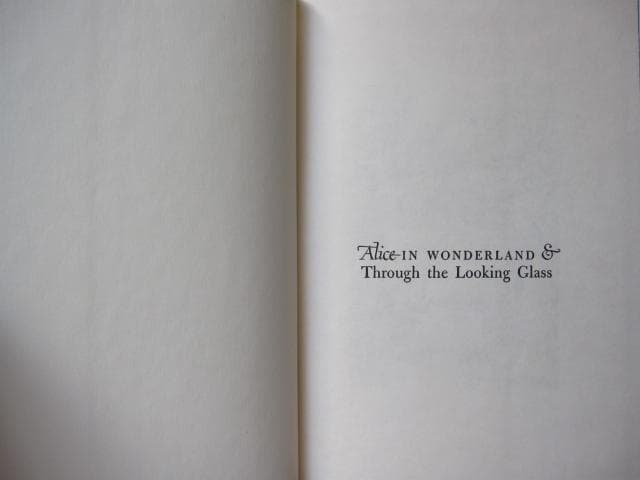 Alice IN WONDERLAND &
Through the Looking Glass